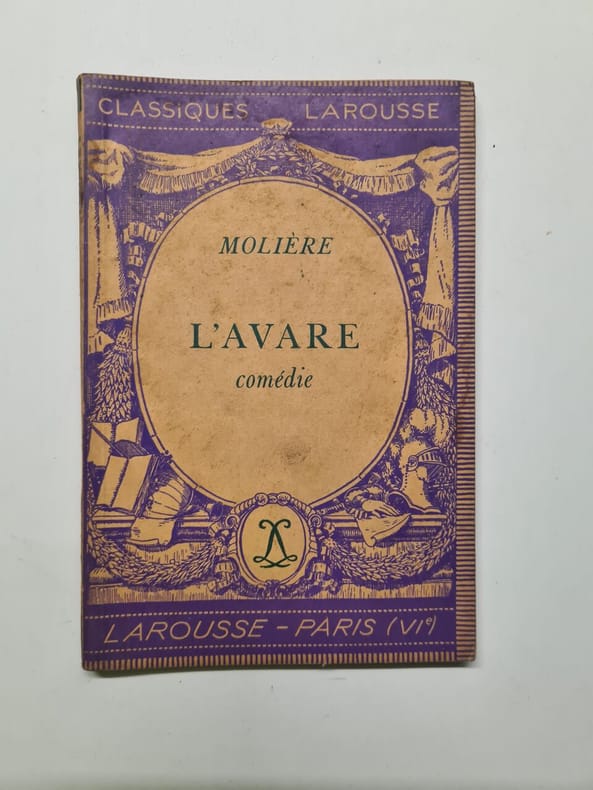 CLASSIQUES LAROUSSE
MOLIÈRE
L'AVARE
comédie
LAROUSSE - PARIS (VIe)